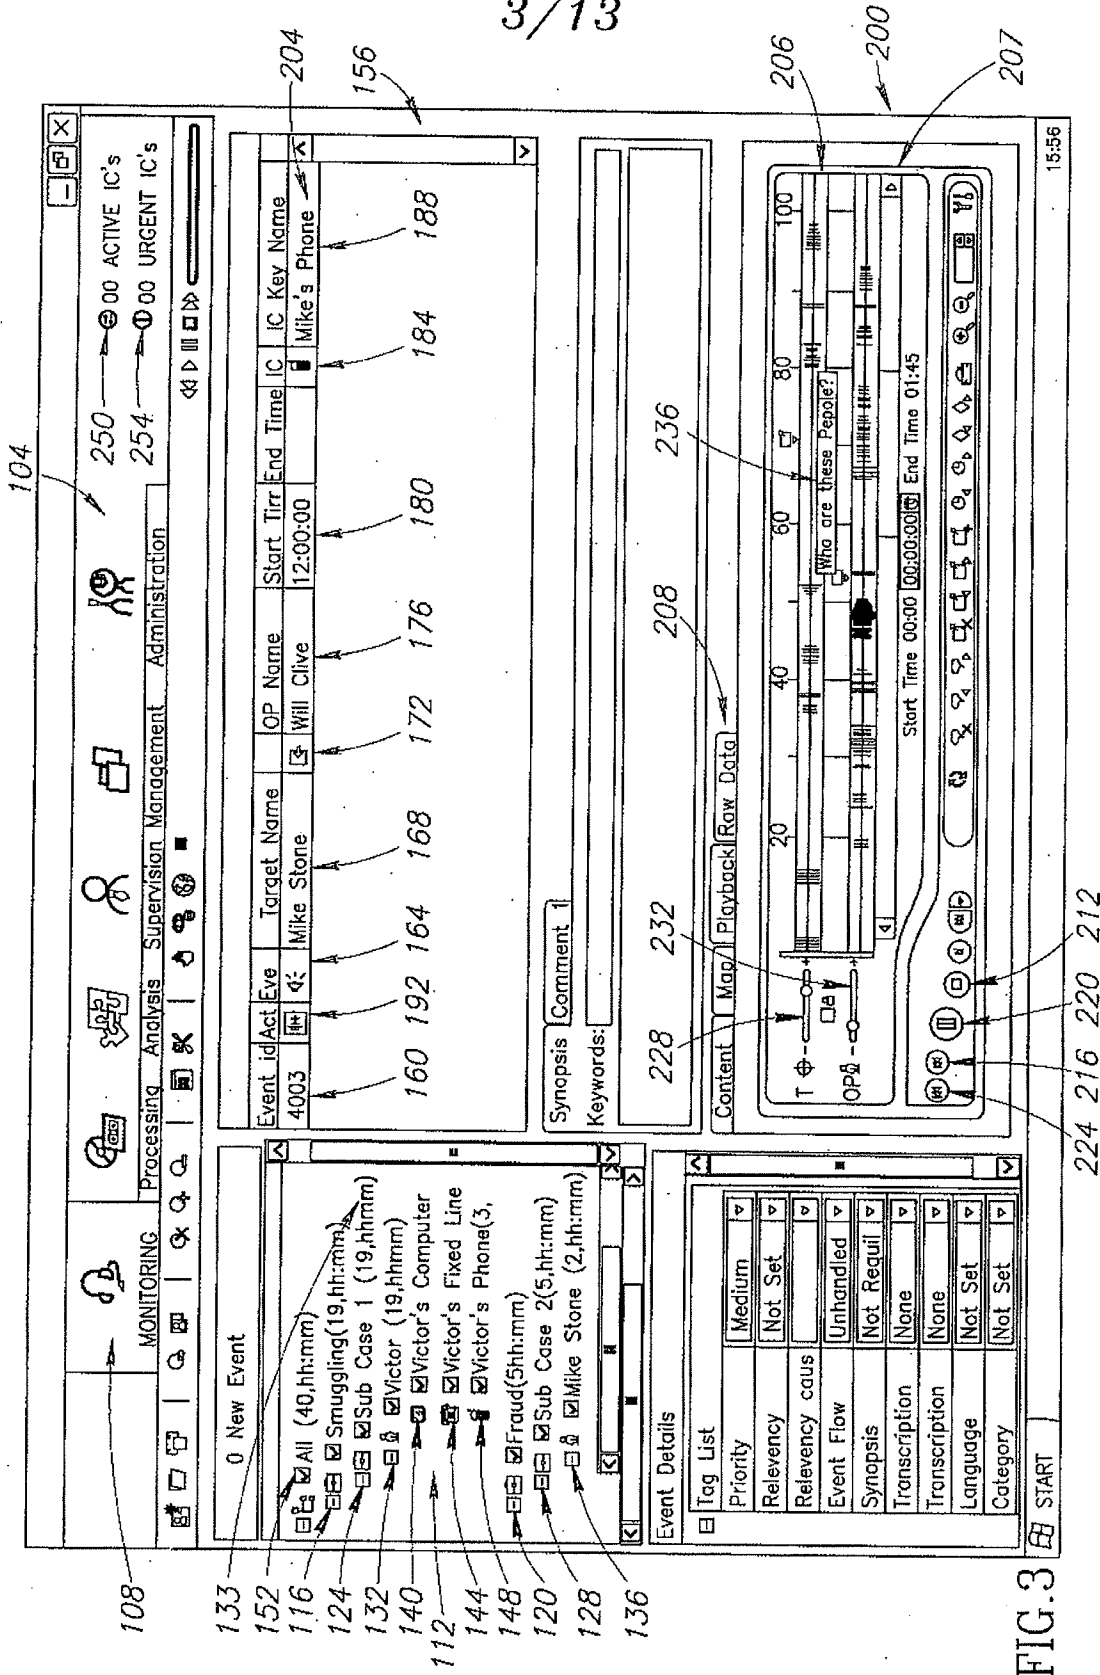 3/13
104
108
MONITORING
Processing Analysis Supervision Management Administration
250 00 ACTIVE IC's
254 00 URGENT IC's
0 New Event
133
152
116
124
132
140
112
144
148
120
128
136
All (40,hh:mm)
Smuggling(19,hh:mm)
Sub Case 1 (19,hhmm)
Victor (19,hhmm)
Victor's Computer
Victor's Fixed Line
Victor's Phone(3,
Fraud(5hh:mm)
Sub Case 2(5,hh:mm)
Mike Stone (2,hh:mm)
Event id Act Eve Target Name OP Name Start Tirr End Time IC IC Key Name
4003 Mike Stone Will Clive 12:00:00 Mike's Phone
204
156
160 192 164 168 172 176 180 184 188
Synopsis Comment 1
Keywords:
Content Map Playback Raw Data
208
228 232 236
20 40 60 80 100
206
T - +
Who are these Pepole?
OP - +
Start Time 00:00 00:00:00 End Time 01:45
200
207
224 216 220 212
Event Details
Tag List
Priority Medium
Relevency Not Set
Relevency caus
Event Flow Unhandled
Synopsis Not Requil
Transcription None
Transcription None
Language Not Set
Category Not Set
START 15:56
FIG.3